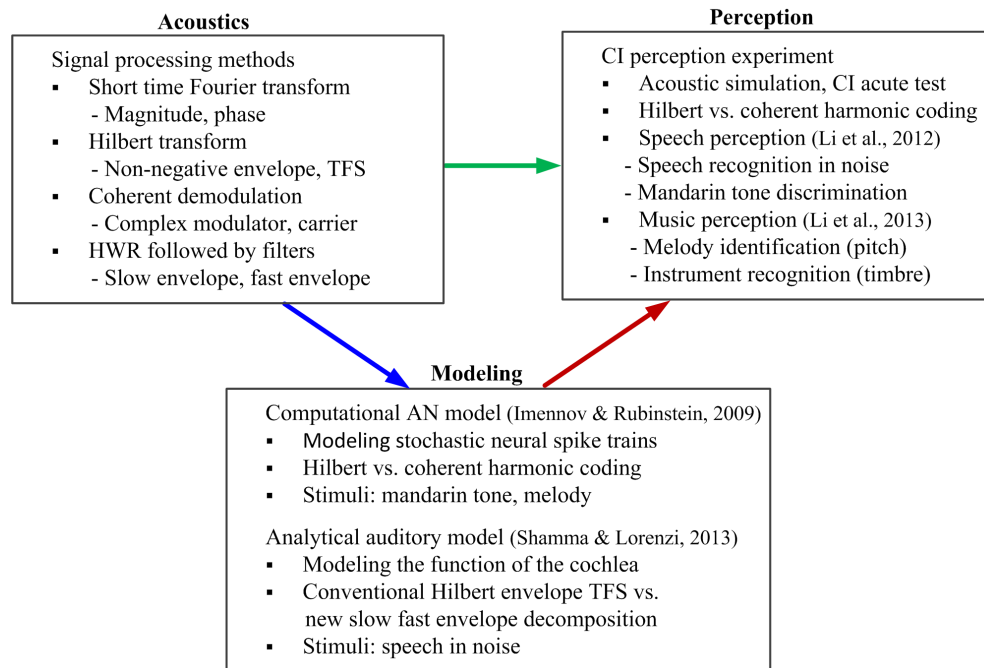 Acoustics
Signal processing methods
▪ Short time Fourier transform
- Magnitude, phase
▪ Hilbert transform
- Non-negative envelope, TFS
▪ Coherent demodulation
- Complex modulator, carrier
▪ HWR followed by filters
- Slow envelope, fast envelope
Perception
CI perception experiment
▪ Acoustic simulation, CI acute test
▪ Hilbert vs. coherent harmonic coding
▪ Speech perception (Li et al., 2012)
- Speech recognition in noise
- Mandarin tone discrimination
▪ Music perception (Li et al., 2013)
- Melody identification (pitch)
- Instrument recognition (timbre)
Modeling
Computational AN model (Imennov & Rubinstein, 2009)
▪ Modeling stochastic neural spike trains
▪ Hilbert vs. coherent harmonic coding
▪ Stimuli: mandarin tone, melody
Analytical auditory model (Shamma & Lorenzi, 2013)
▪ Modeling the function of the cochlea
▪ Conventional Hilbert envelope TFS vs.
new slow fast envelope decomposition
▪ Stimuli: speech in noise